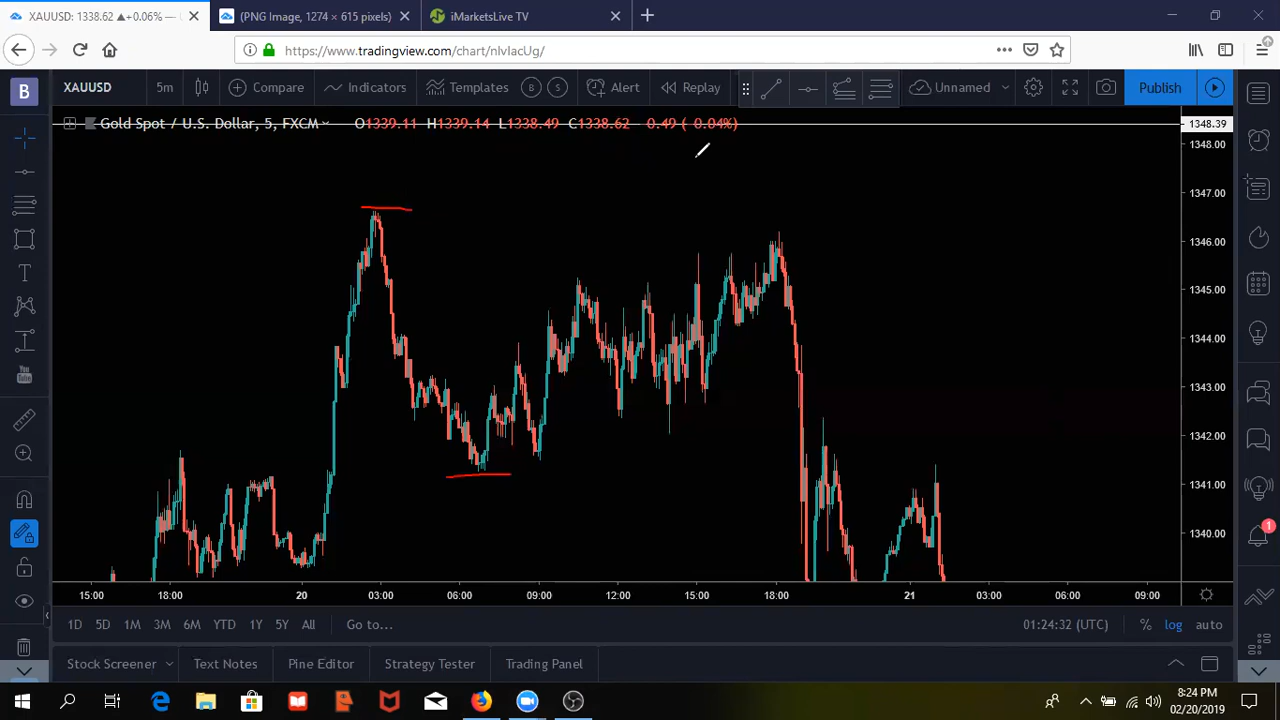 XAUUSD: 1338.62 ▲+0.06% —
(PNG Image, 1274 × 615 pixels)
iMarketsLive TV
https://www.tradingview.com/chart/nIvIacUg/
B
XAUUSD
5m
Compare
Indicators
Templates
B
S
Alert
Replay
Unnamed
Publish
Gold Spot / U.S. Dollar, 5, FXCM
O1339.11 H1339.14 L1338.49 C1338.62 −0.49 (−0.04%)
1348.39
1348.00
1347.00
1346.00
1345.00
1344.00
1343.00
1342.00
1341.00
1340.00
T
You
Tube
1
15:00 18:00 20 03:00 06:00 09:00 12:00 15:00 18:00 21 03:00 06:00 09:00
1D 5D 1M 3M 6M YTD 1Y 5Y All Go to...
01:24:32 (UTC) % log auto
Stock Screener Text Notes Pine Editor Strategy Tester Trading Panel
8:24 PM
02/20/2019